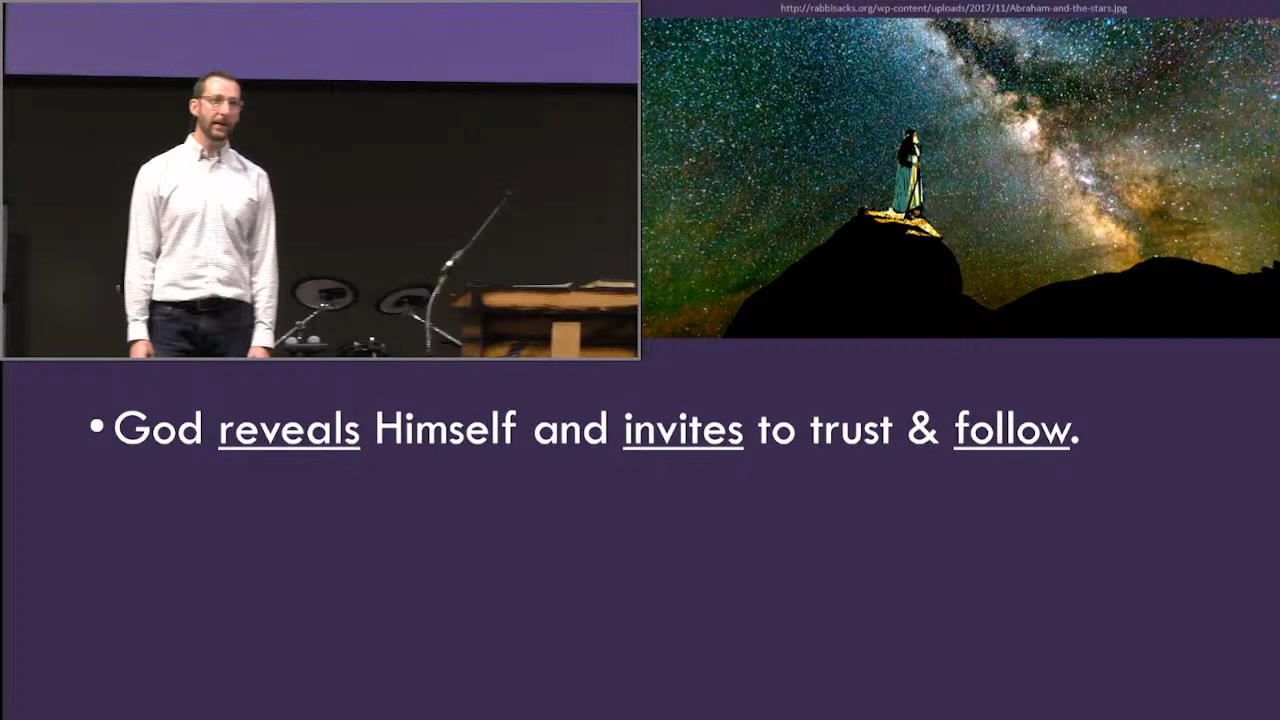 http://rabbisacks.org/wp-content/uploads/2017/11/Abraham-and-the-stars.jpg
• God reveals Himself and invites to trust & follow.